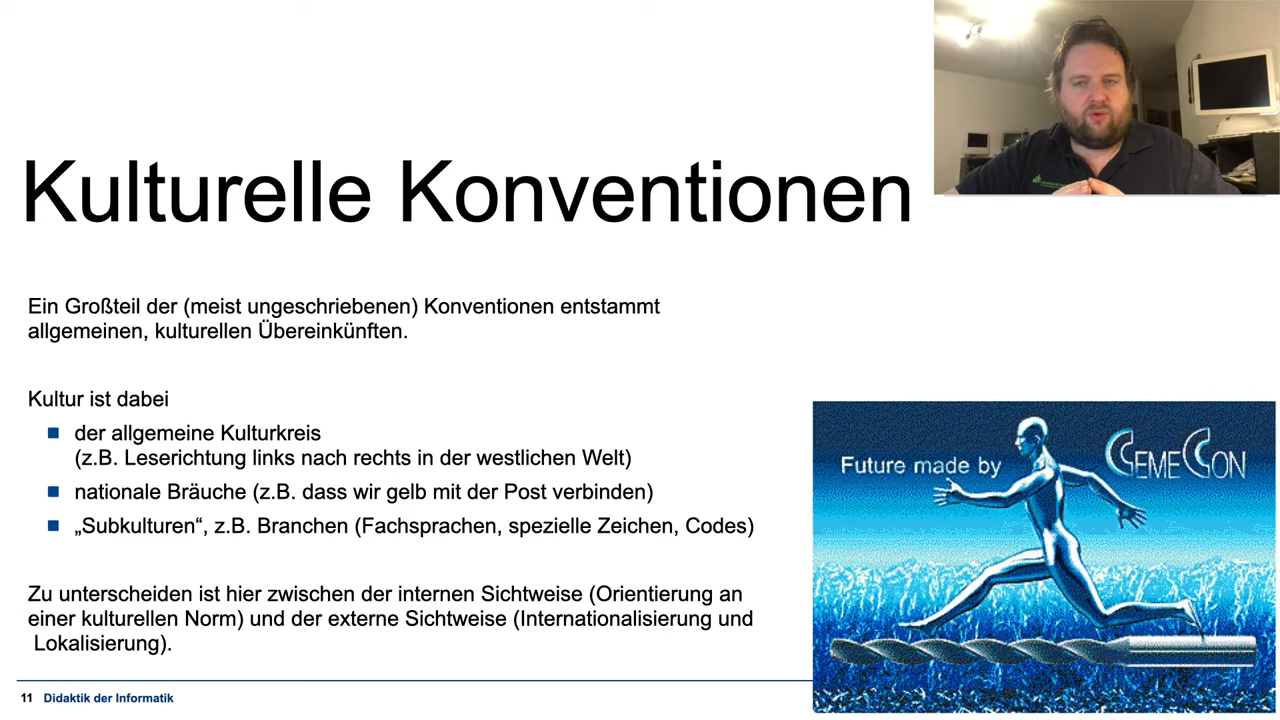 Kulturelle Konventionen
Ein Großteil der (meist ungeschriebenen) Konventionen entstammt
allgemeinen, kulturellen Übereinkünften.
Kultur ist dabei
der allgemeine Kulturkreis
(z.B. Leserichtung links nach rechts in der westlichen Welt)
nationale Bräuche (z.B. dass wir gelb mit der Post verbinden)
„Subkulturen“, z.B. Branchen (Fachsprachen, spezielle Zeichen, Codes)
Zu unterscheiden ist hier zwischen der internen Sichtweise (Orientierung an
einer kulturellen Norm) und der externe Sichtweise (Internationalisierung und
Lokalisierung).
Future made by
CemeCon
11 Didaktik der Informatik